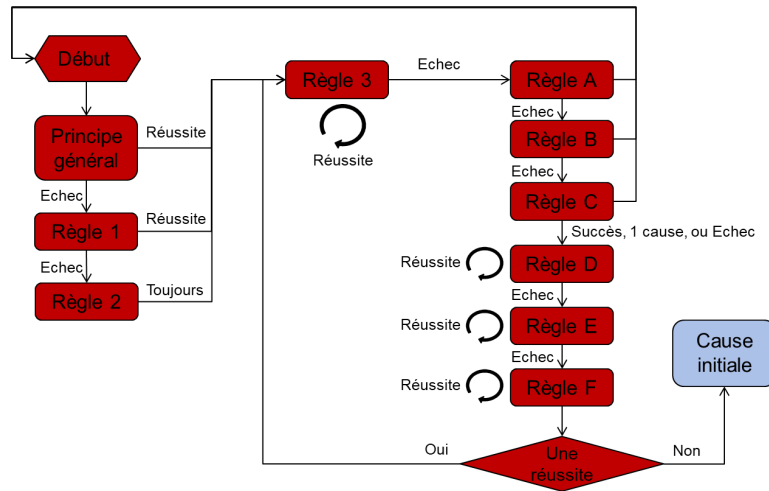 Début
Règle 3
Echec
Règle A
Echec
Principe
général
Réussite
Règle B
Réussite
Echec
Echec
Règle C
Règle 1
Réussite
Succès, 1 cause, ou Echec
Echec
Réussite
Règle D
Règle 2
Toujours
Echec
Réussite
Règle E
Cause
initiale
Echec
Réussite
Règle F
Oui
Une
réussite
Non